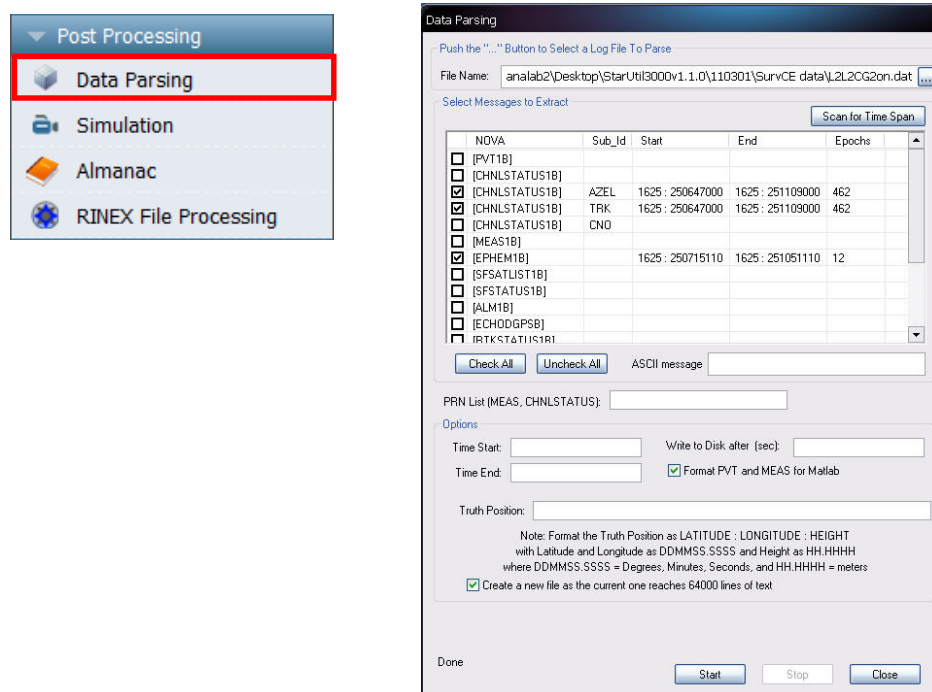 Post Processing
Data Parsing
Simulation
Almanac
RINEX File Processing
Data Parsing
Push the "..." Button to Select a Log File To Parse
File Name: analab2\Desktop\StarUtil3000v1.1.0\110301\SurvCE data\L2L2CG2on.dat ...
Select Messages to Extract
Scan for Time Span
NOVA Sub_Id Start End Epochs
[PVT1B]
[CHNLSTATUS1B]
[CHNLSTATUS1B] AZEL 1625 : 250647000 1625 : 251109000 462
[CHNLSTATUS1B] TRK 1625 : 250647000 1625 : 251109000 462
[CHNLSTATUS1B] CNO
[MEAS1B]
[EPHEM1B] 1625 : 250715110 1625 : 251051110 12
[SFSATLIST1B]
[SFSTATUS1B]
[ALM1B]
[ECHODGPSB]
[RTKSTATUS1B]
Check All Uncheck All ASCII message
PRN List (MEAS, CHNLSTATUS):
Options
Time Start: Write to Disk after (sec):
Time End: Format PVT and MEAS for Matlab
Truth Position:
Note: Format the Truth Position as LATITUDE : LONGITUDE : HEIGHT
with Latitude and Longitude as DDMMSS.SSSS and Height as HH.HHHH
where DDMMSS.SSSS = Degrees, Minutes, Seconds, and HH.HHHH = meters
Create a new file as the current one reaches 64000 lines of text
Done
Start Stop Close